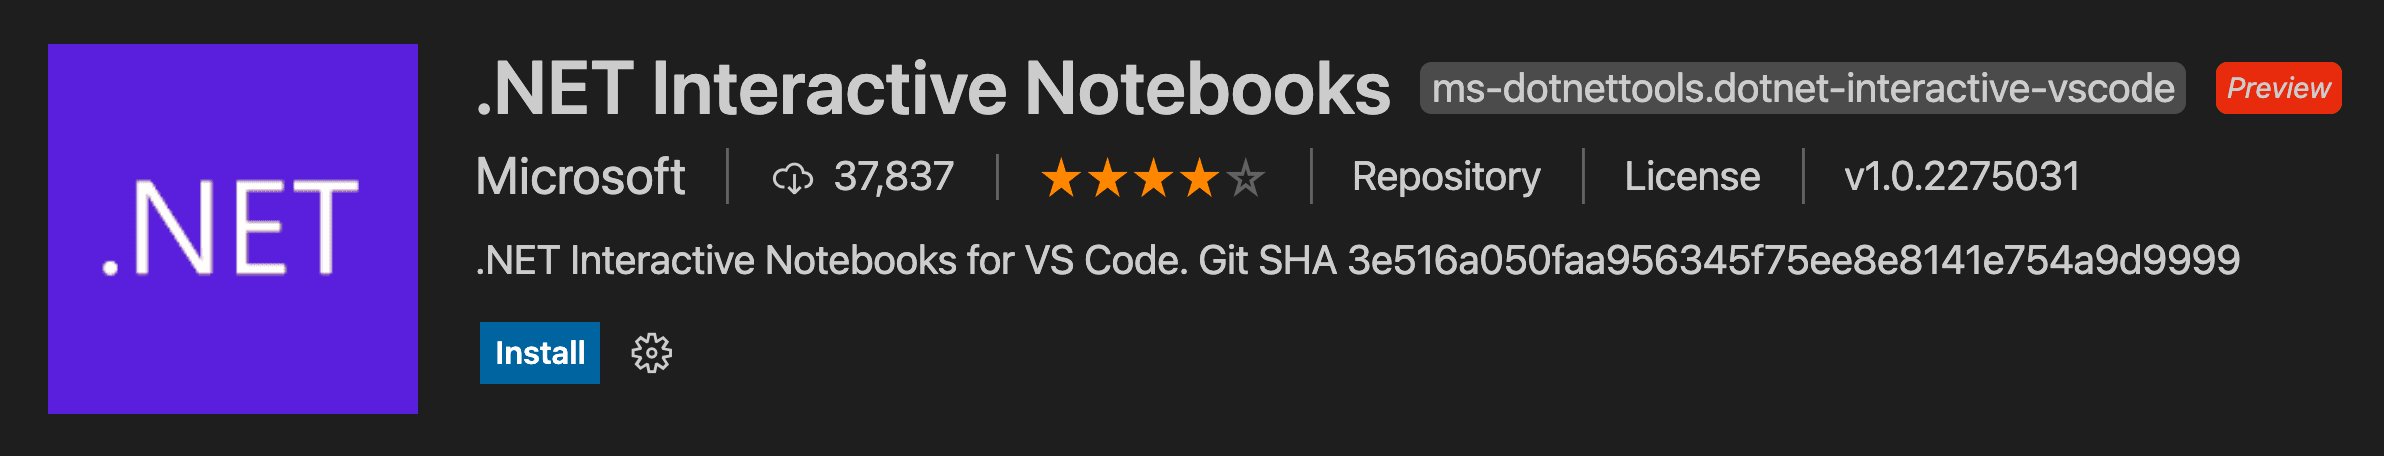 .NET
.NET Interactive Notebooks ms-dotnettools.dotnet-interactive-vscode Preview
Microsoft 37,837 Repository License v1.0.2275031
.NET Interactive Notebooks for VS Code. Git SHA 3e516a050faa956345f75ee8e8141e754a9d9999
Install